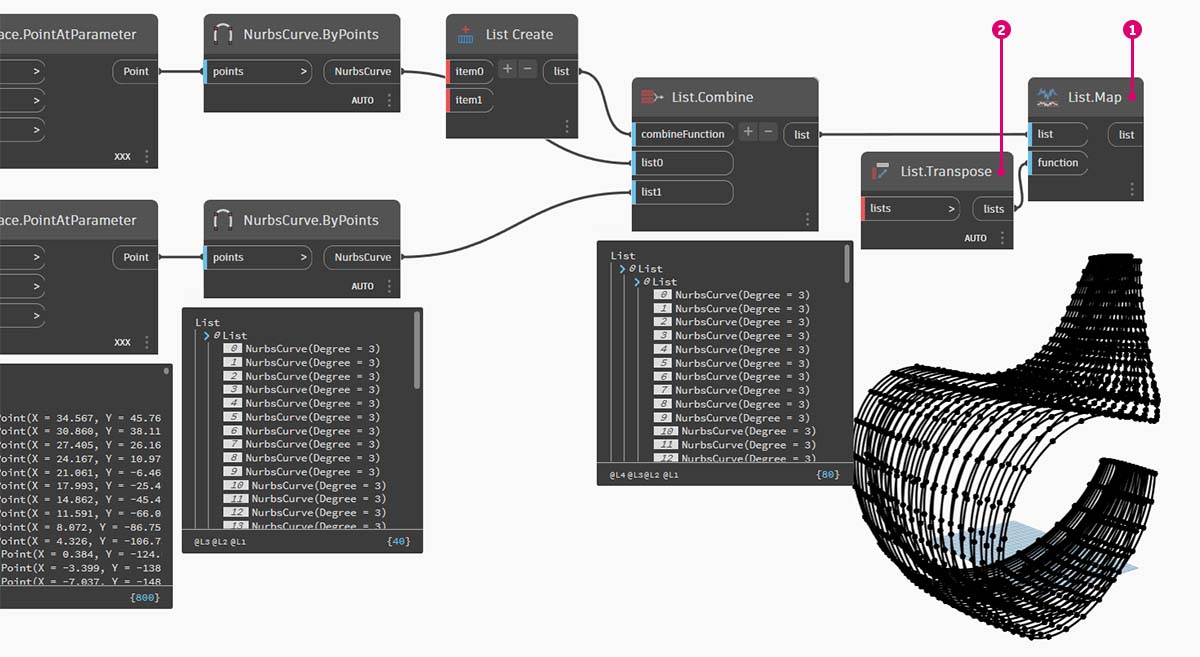 ace.PointAtParameter
>
Point
>
>
XXX
NurbsCurve.ByPoints
points >
NurbsCurve
AUTO
List Create
item0 + − list
item1
List.Combine
combineFunction + − list
list0
list1
1
List.Map
list list
function
2
List.Transpose
lists > lists
AUTO
ace.PointAtParameter
>
Point
>
>
XXX
NurbsCurve.ByPoints
points >
NurbsCurve
AUTO
Point(X = 34.567, Y = 45.76
Point(X = 30.860, Y = 38.11
Point(X = 27.405, Y = 26.16
Point(X = 24.167, Y = 10.97
Point(X = 21.061, Y = -6.46
Point(X = 17.993, Y = -25.4
Point(X = 14.862, Y = -45.4
Point(X = 11.591, Y = -66.0
Point(X = 8.072, Y = -86.75
Point(X = 4.326, Y = -106.7
Point(X = 0.384, Y = -124.
Point(X = -3.399, Y = -138
Point(X = -7.037, Y = -148
{800}
List
0 List
0 NurbsCurve(Degree = 3)
1 NurbsCurve(Degree = 3)
2 NurbsCurve(Degree = 3)
3 NurbsCurve(Degree = 3)
4 NurbsCurve(Degree = 3)
5 NurbsCurve(Degree = 3)
6 NurbsCurve(Degree = 3)
7 NurbsCurve(Degree = 3)
8 NurbsCurve(Degree = 3)
9 NurbsCurve(Degree = 3)
10 NurbsCurve(Degree = 3)
11 NurbsCurve(Degree = 3)
12 NurbsCurve(Degree = 3)
13 NurbsCurve(Degree = 3)
@L3 @L2 @L1 {40}
List
0 List
0 List
0 NurbsCurve(Degree = 3)
1 NurbsCurve(Degree = 3)
2 NurbsCurve(Degree = 3)
3 NurbsCurve(Degree = 3)
4 NurbsCurve(Degree = 3)
5 NurbsCurve(Degree = 3)
6 NurbsCurve(Degree = 3)
7 NurbsCurve(Degree = 3)
8 NurbsCurve(Degree = 3)
9 NurbsCurve(Degree = 3)
10 NurbsCurve(Degree = 3)
11 NurbsCurve(Degree = 3)
12 NurbsCurve(Degree = 3)
@L4 @L3 @L2 @L1 {80}